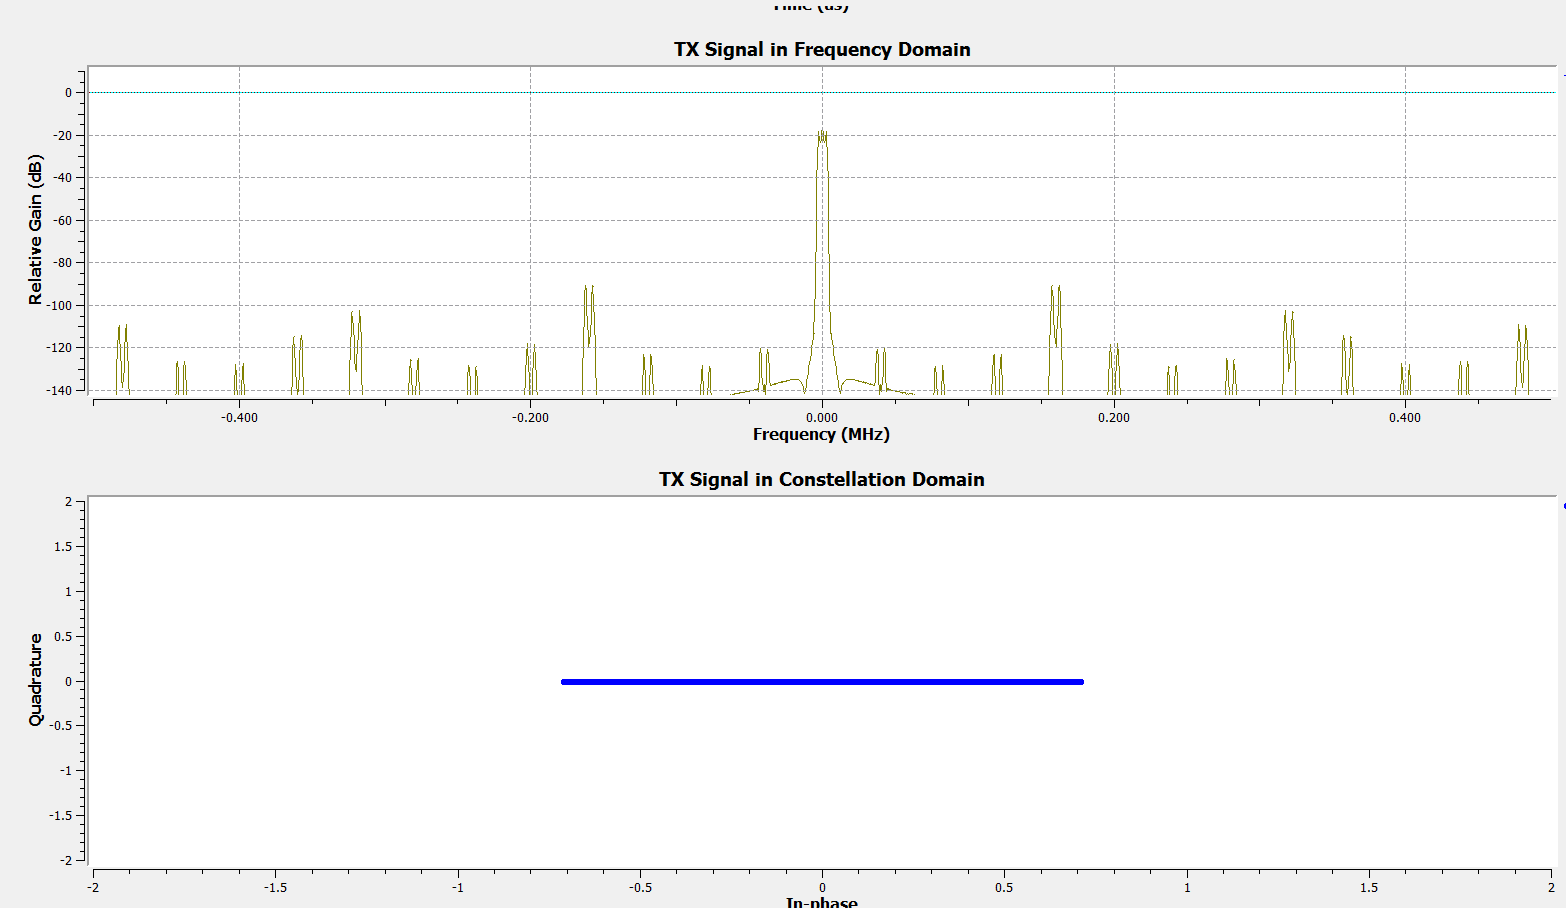 Time (us)
TX Signal in Frequency Domain
Relative Gain (dB)
0
-20
-40
-60
-80
-100
-120
-140
-0.400 -0.200 0.000 0.200 0.400
Frequency (MHz)
TX Signal in Constellation Domain
Quadrature
2
1.5
1
0.5
0
-0.5
-1
-1.5
-2
-2 -1.5 -1 -0.5 0 0.5 1 1.5 2
In-phase